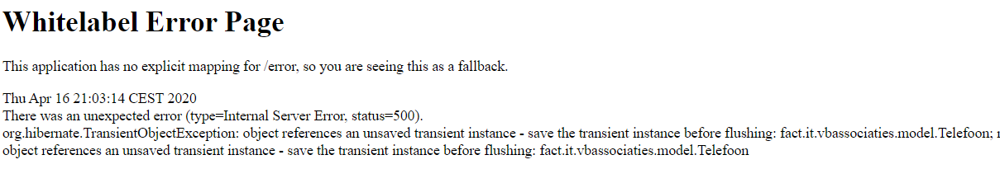 Whitelabel Error Page
This application has no explicit mapping for /error, so you are seeing this as a fallback.
Thu Apr 16 21:03:14 CEST 2020
There was an unexpected error (type=Internal Server Error, status=500).
org.hibernate.TransientObjectException: object references an unsaved transient instance - save the transient instance before flushing: fact.it.vbassociaties.model.Telefoon;
object references an unsaved transient instance - save the transient instance before flushing: fact.it.vbassociaties.model.Telefoon